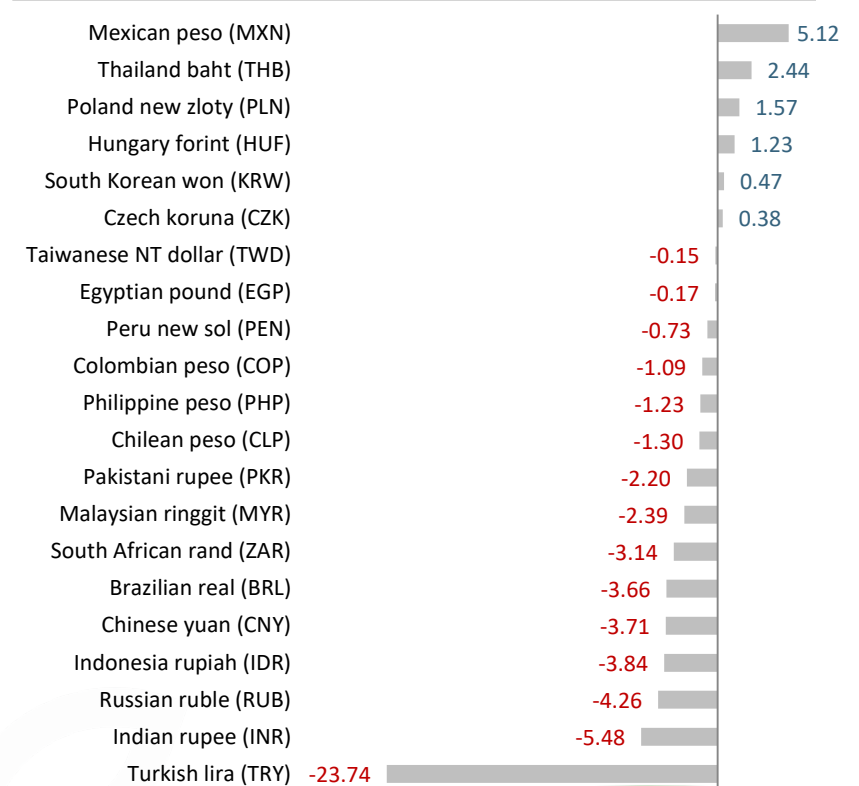 Mexican peso (MXN) 5.12
Thailand baht (THB) 2.44
Poland new zloty (PLN) 1.57
Hungary forint (HUF) 1.23
South Korean won (KRW) 0.47
Czech koruna (CZK) 0.38
Taiwanese NT dollar (TWD) -0.15
Egyptian pound (EGP) -0.17
Peru new sol (PEN) -0.73
Colombian peso (COP) -1.09
Philippine peso (PHP) -1.23
Chilean peso (CLP) -1.30
Pakistani rupee (PKR) -2.20
Malaysian ringgit (MYR) -2.39
South African rand (ZAR) -3.14
Brazilian real (BRL) -3.66
Chinese yuan (CNY) -3.71
Indonesia rupiah (IDR) -3.84
Russian ruble (RUB) -4.26
Indian rupee (INR) -5.48
Turkish lira (TRY) -23.74